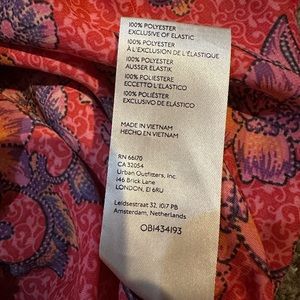 100% POLYESTER
EXCLUSIVE OF ELASTIC
100% POLYESTER
À L'EXCLUSION DE L'ÉLASTIQUE
100% POLYESTER
AUSSER ELASTIK
100% POLIESTERE
ECCETTO L'ELASTICO
100% POLIÉSTER
EXCLUSIVO DE ELÁSTICO
MADE IN VIETNAM
HECHO EN VIETNAM
RN 66170
CA 32054
Urban Outfitters, Inc.
146 Brick Lane
LONDON, E1 6RU
Leidsestraat 32, 1017 PB
Amsterdam, Netherlands
OB1434193